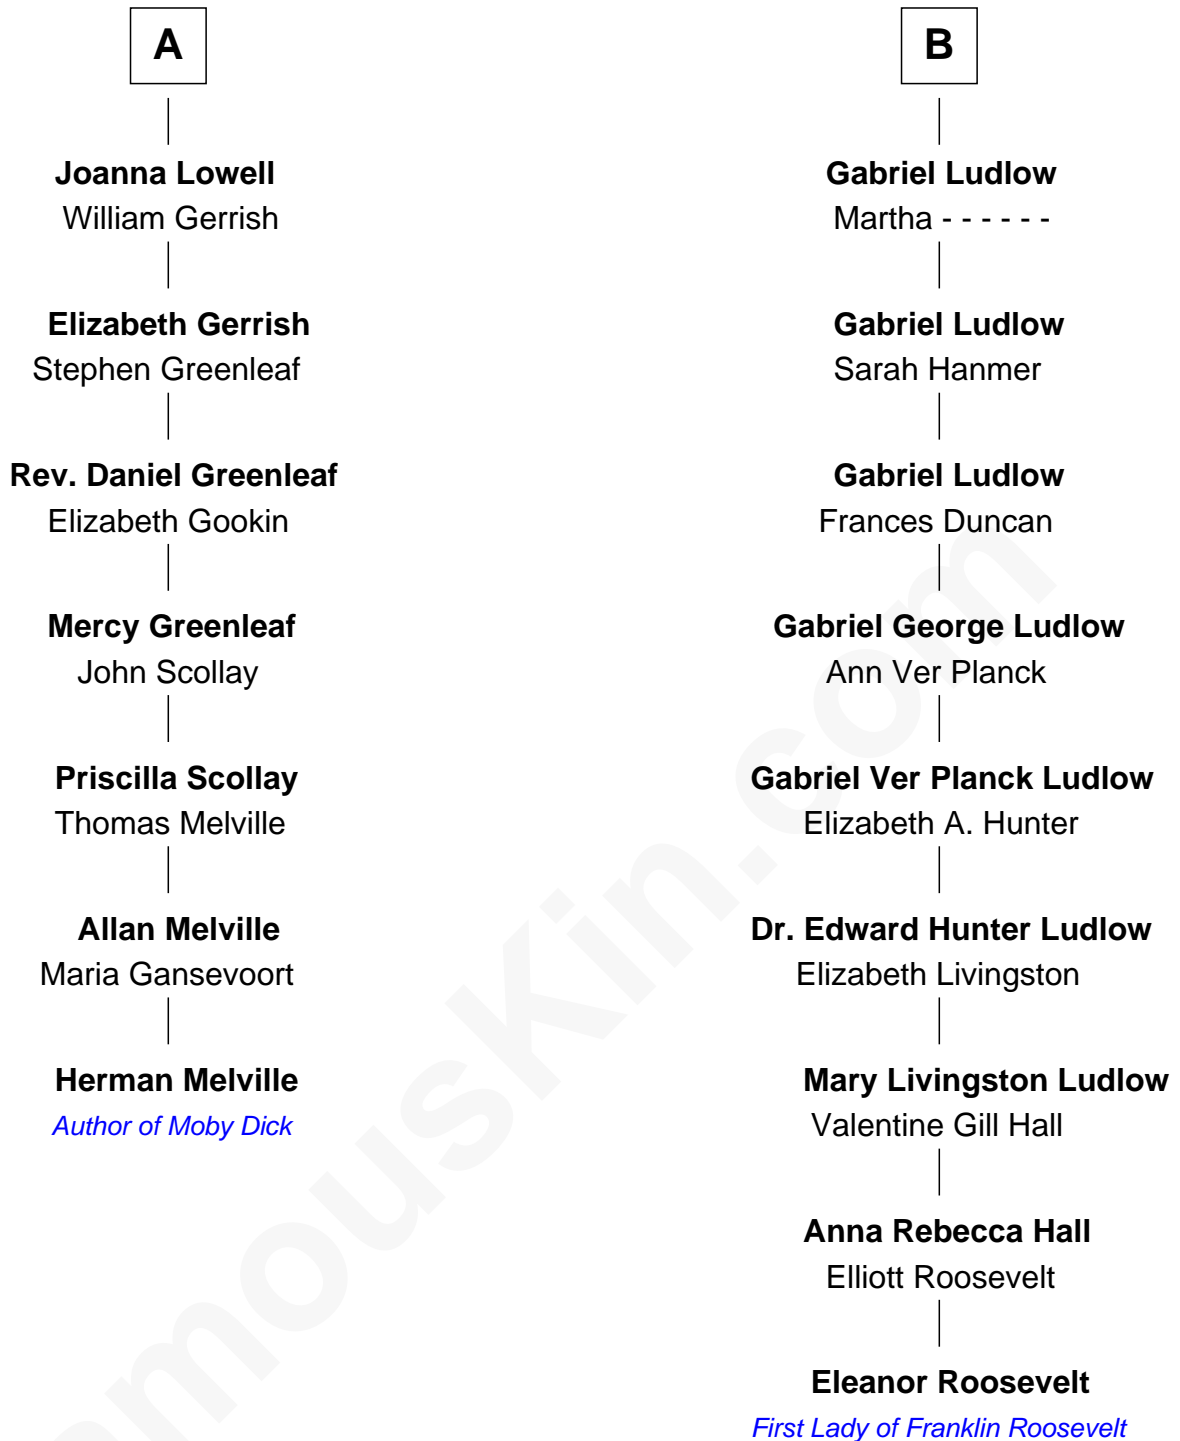 A
Joanna Lowell
William Gerrish
Elizabeth Gerrish
Stephen Greenleaf
Rev. Daniel Greenleaf
Elizabeth Gookin
Mercy Greenleaf
John Scollay
Priscilla Scollay
Thomas Melville
Allan Melville
Maria Gansevoort
Herman Melville
Author of Moby Dick
B
Gabriel Ludlow
Martha - - - - - -
Gabriel Ludlow
Sarah Hanmer
Gabriel Ludlow
Frances Duncan
Gabriel George Ludlow
Ann Ver Planck
Gabriel Ver Planck Ludlow
Elizabeth A. Hunter
Dr. Edward Hunter Ludlow
Elizabeth Livingston
Mary Livingston Ludlow
Valentine Gill Hall
Anna Rebecca Hall
Elliott Roosevelt
Eleanor Roosevelt
First Lady of Franklin Roosevelt
amouskin.com